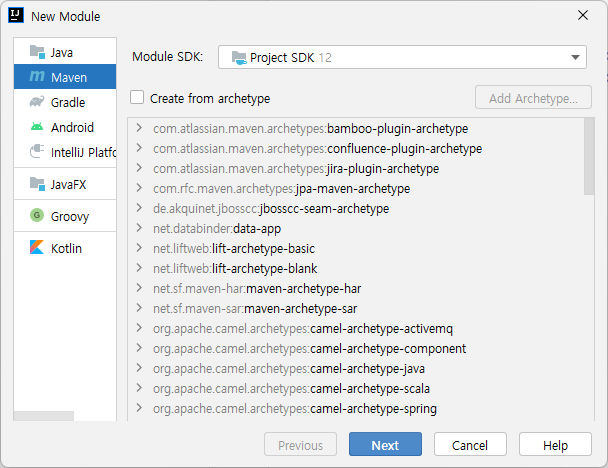 IJ
New Module
Java
Maven
Gradle
Android
IntelliJ Platf
JavaFX
Groovy
Kotlin
Module SDK: Project SDK 12
Create from archetype
Add Archetype...
com.atlassian.maven.archetypes:bamboo-plugin-archetype
com.atlassian.maven.archetypes:confluence-plugin-archetype
com.atlassian.maven.archetypes:jira-plugin-archetype
com.rfc.maven.archetypes:jpa-maven-archetype
de.akquinet.jbosscc:jbosscc-seam-archetype
net.databinder:data-app
net.liftweb:lift-archetype-basic
net.liftweb:lift-archetype-blank
net.sf.maven-har:maven-archetype-har
net.sf.maven-sar:maven-archetype-sar
org.apache.camel.archetypes:camel-archetype-activemq
org.apache.camel.archetypes:camel-archetype-component
org.apache.camel.archetypes:camel-archetype-java
org.apache.camel.archetypes:camel-archetype-scala
org.apache.camel.archetypes:camel-archetype-spring
Previous Next Cancel Help